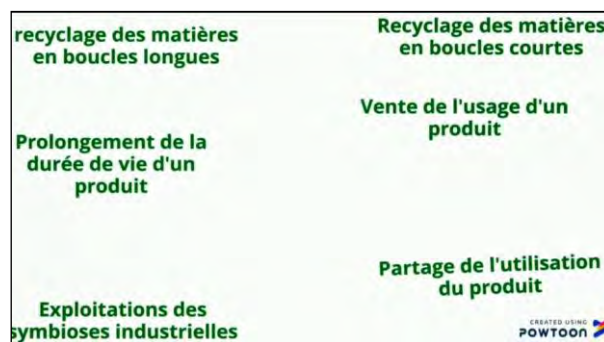 recyclage des matières
en boucles longues
Recyclage des matières
en boucles courtes
Vente de l'usage d'un
produit
Prolongement de la
durée de vie d'un
produit
Partage de l'utilisation
du produit
Exploitations des
symbioses industrielles
CREATED USING
POWTOON